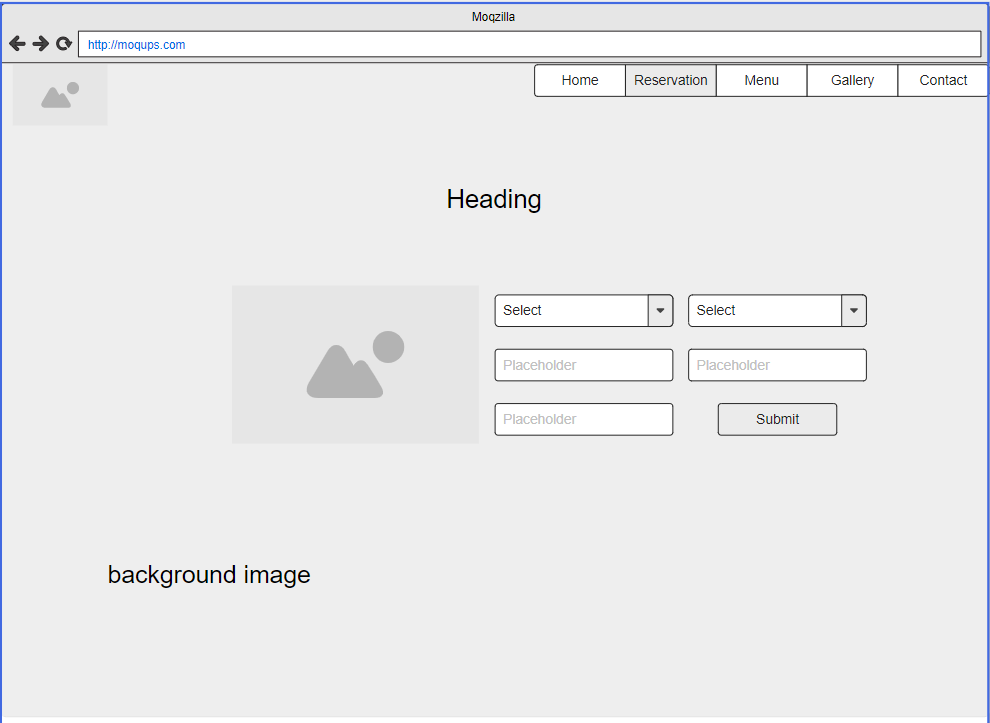 Moqzilla
http://moqups.com
Home Reservation Menu Gallery Contact
Heading
Select Select
Placeholder Placeholder
Placeholder Submit
background image